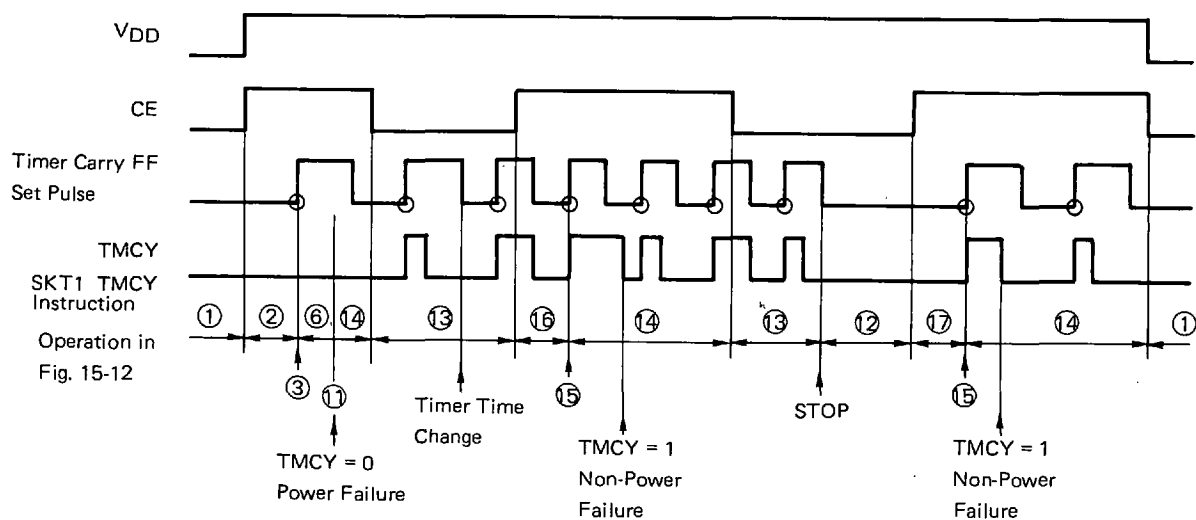 VDD
CE
Timer Carry FF
Set Pulse
TMCY
SKT1 TMCY
Instruction
① ② ⑥ ⑭ ⑬ ⑯ ⑭ ⑬ ⑫ ⑰ ⑭ ①
Operation in
Fig. 15-12
③ ⑪ ⑮ ⑮
Timer Time
Change
STOP
TMCY = 0
Power Failure
TMCY = 1
Non-Power
Failure
TMCY = 1
Non-Power
Failure